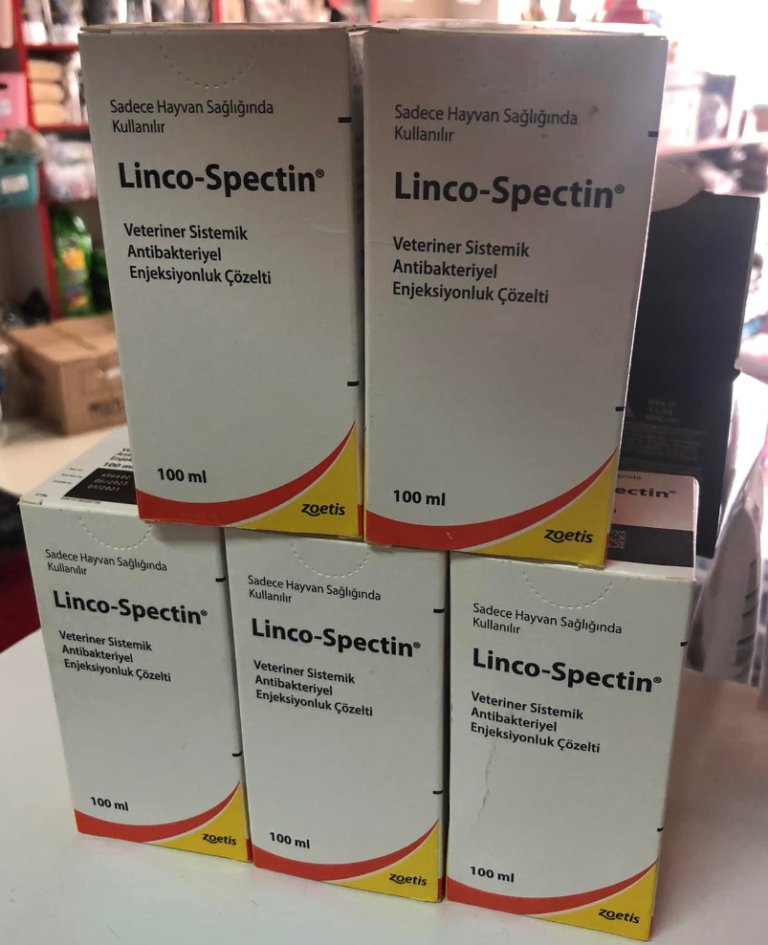 Sadece Hayvan Sağlığında
Kullanılır
Linco-Spectin®
Veteriner Sistemik
Antibakteriyel
Enjeksiyonluk Çözelti
100 ml
zoetis
Sadece Hayvan Sağlığında
Kullanılır
Linco-Spectin®
Veteriner Sistemik
Antibakteriyel
Enjeksiyonluk Çözelti
100 ml
zoetis
100 ml
ectin®
Sadece Hayvan Sağlığında
Kullanılır
Linco-Spectin®
Veteriner Sistemik
Antibakteriyel
Enjeksiyonluk Çözelti
100 ml
zoetis
Sadece Hayvan Sağlığında
Kullanılır
Linco-Spectin®
Veteriner Sistemik
Antibakteriyel
Enjeksiyonluk Çözelti
100 ml
zoetis
Sadece Hayvan Sağlığında
Kullanılır
Linco-Spectin®
Veteriner Sistemik
Antibakteriyel
Enjeksiyonluk Çözelti
100 ml
zoetis